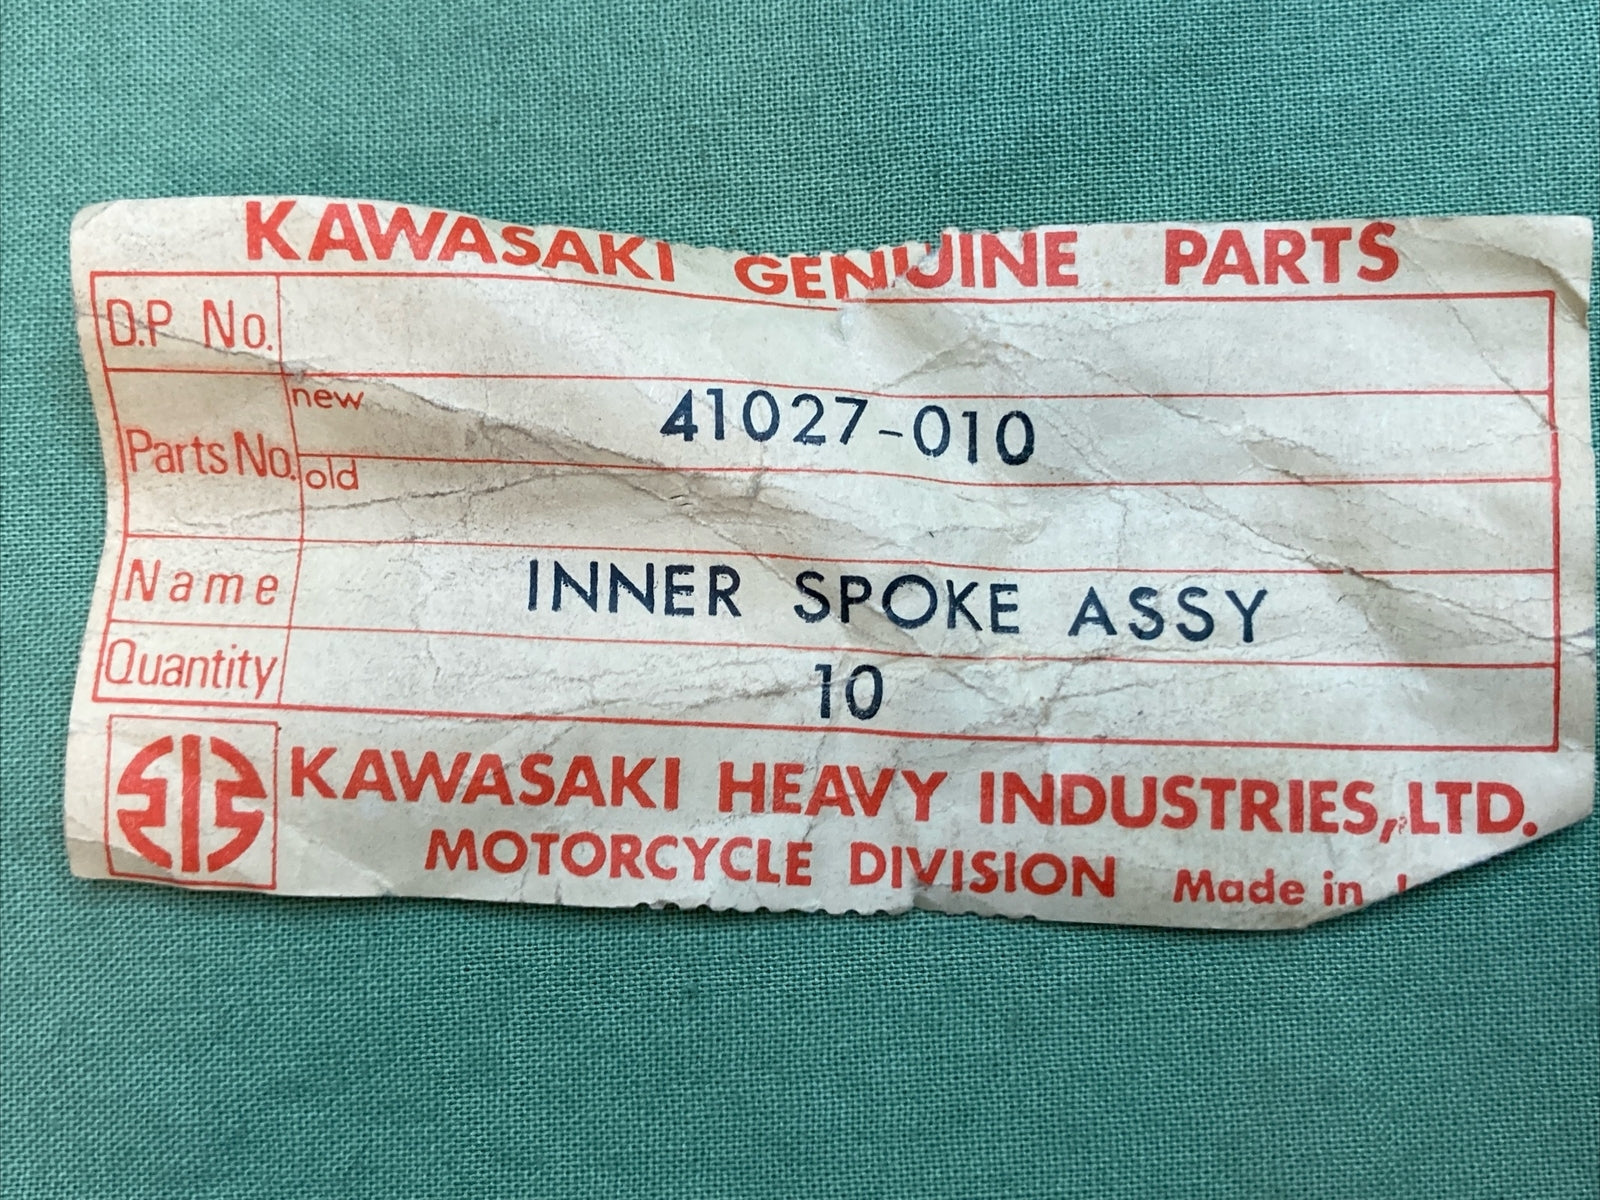 KAWASAKI GENUINE PARTS
D.P No.
Parts No. new 41027-010
old
Name INNER SPOKE ASSY
Quantity 10
KAWASAKI HEAVY INDUSTRIES, LTD.
MOTORCYCLE DIVISION Made in